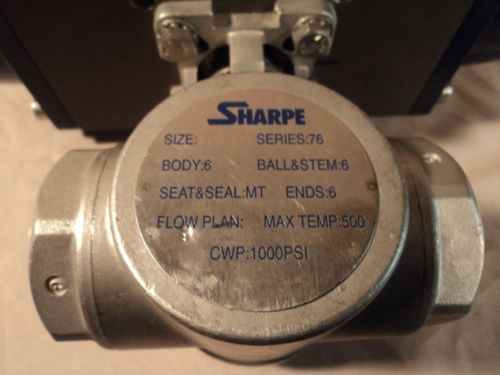 SHARPE
SIZE: SERIES:76
BODY:6 BALL&STEM:6
SEAT&SEAL:MT ENDS:6
FLOW PLAN: MAX TEMP:500
CWP:1000PSI